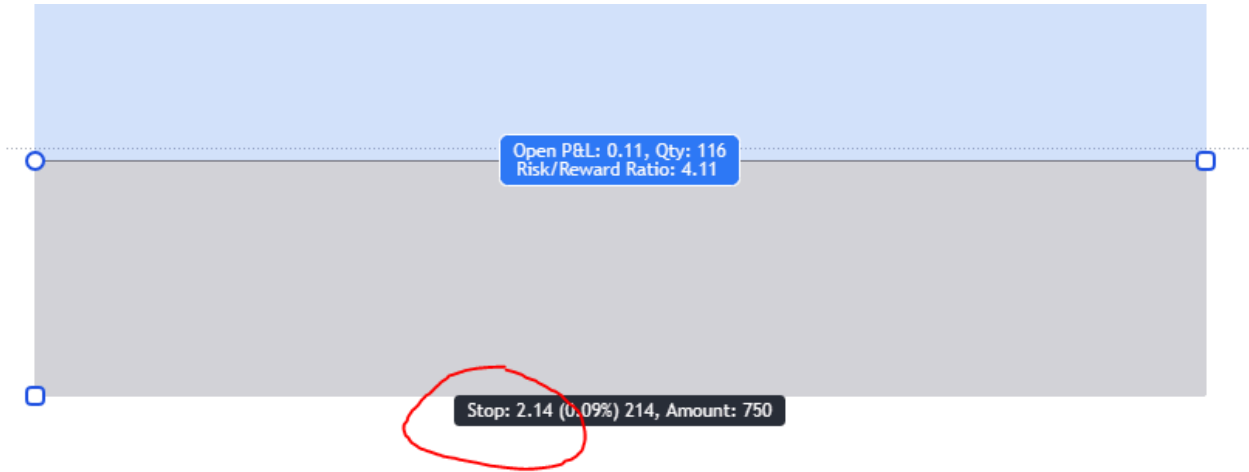 Open P&L: 0.11, Qty: 116
Risk/Reward Ratio: 4.11
Stop: 2.14 (0.09%) 214, Amount: 750